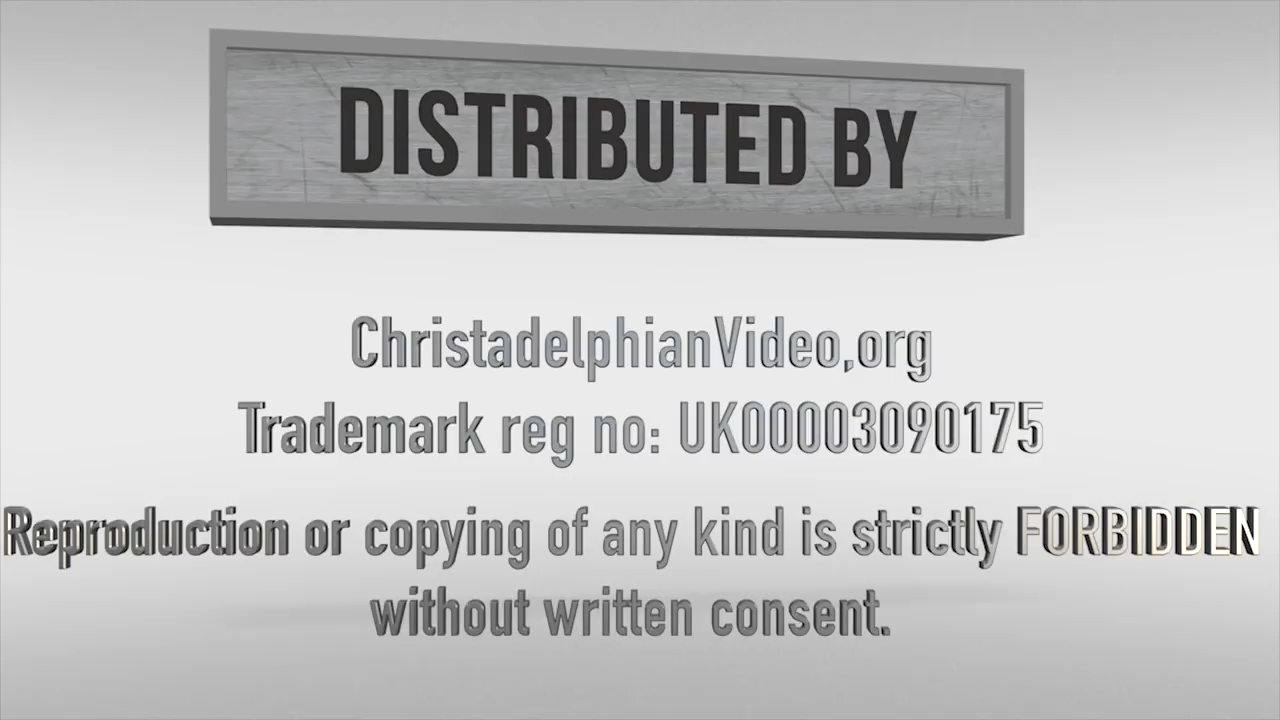 DISTRIBUTED BY
ChristadelphianVideo,org
Trademark reg no: UK00003090175
Reproduction or copying of any kind is strictly FORBIDDEN
without written consent.